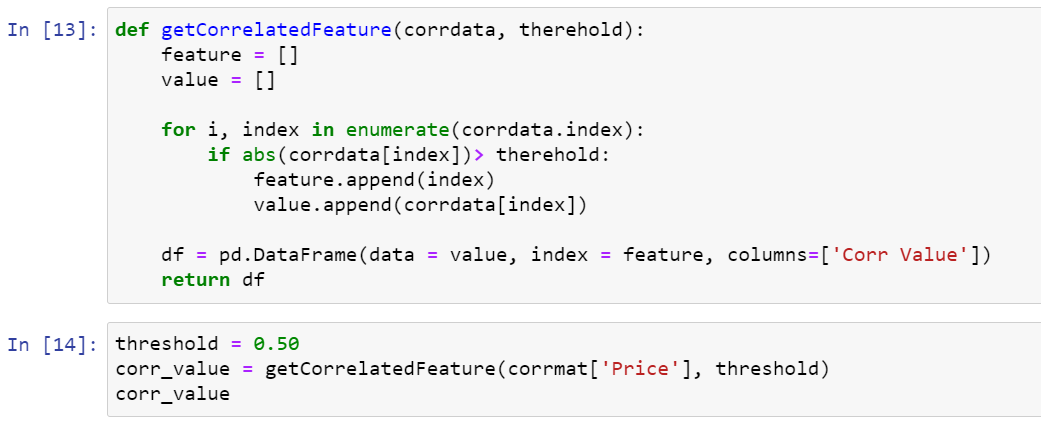 In [13]: def getCorrelatedFeature(corrdata, therehold):
    feature = []
    value = []

    for i, index in enumerate(corrdata.index):
        if abs(corrdata[index])> therehold:
            feature.append(index)
            value.append(corrdata[index])

    df = pd.DataFrame(data = value, index = feature, columns=['Corr Value'])
    return df

In [14]: threshold = 0.50
corr_value = getCorrelatedFeature(corrmat['Price'], threshold)
corr_value